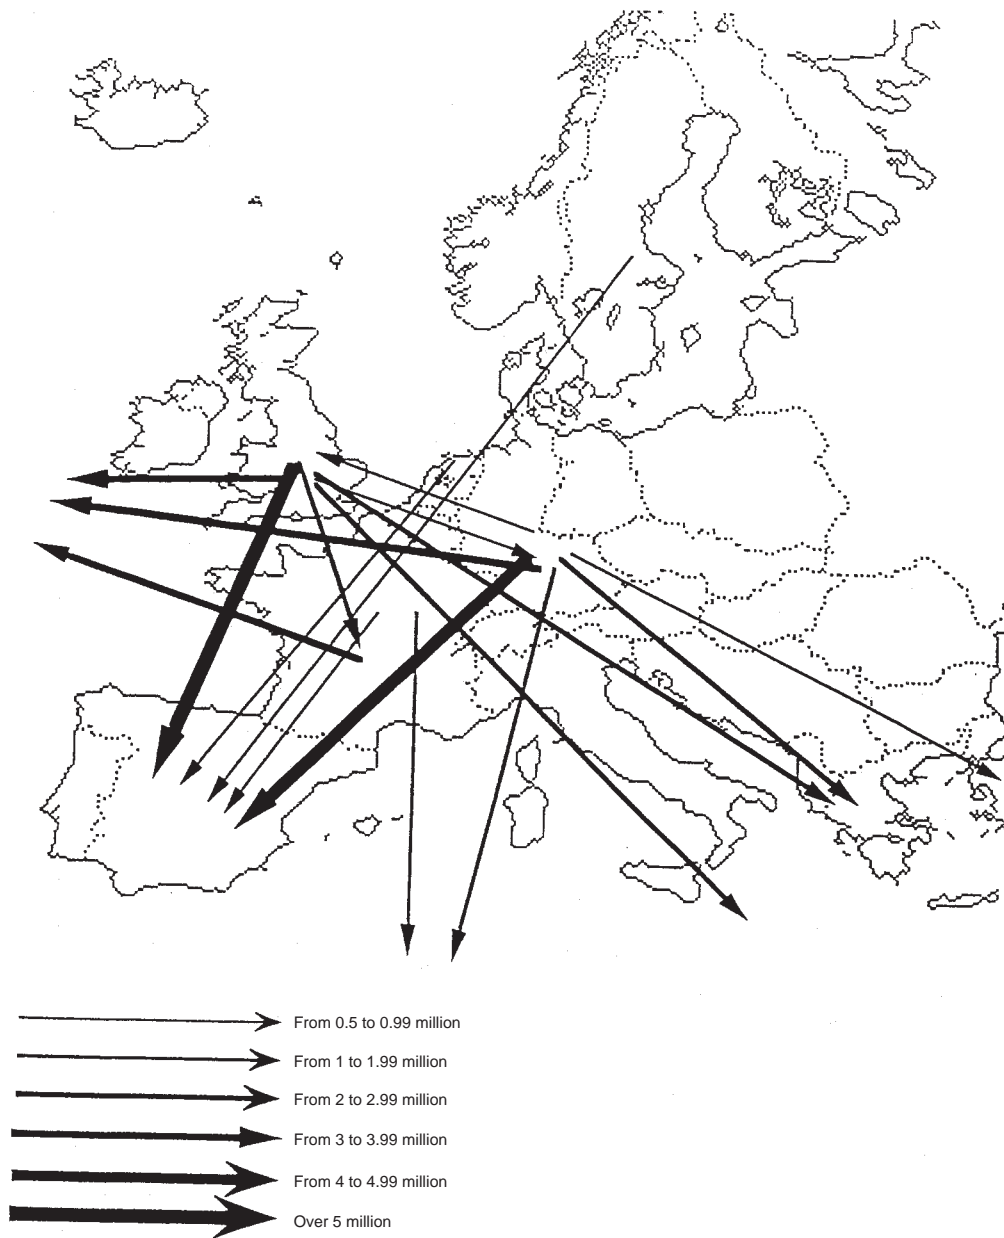 From 0.5 to 0.99 million
From 1 to 1.99 million
From 2 to 2.99 million
From 3 to 3.99 million
From 4 to 4.99 million
Over 5 million